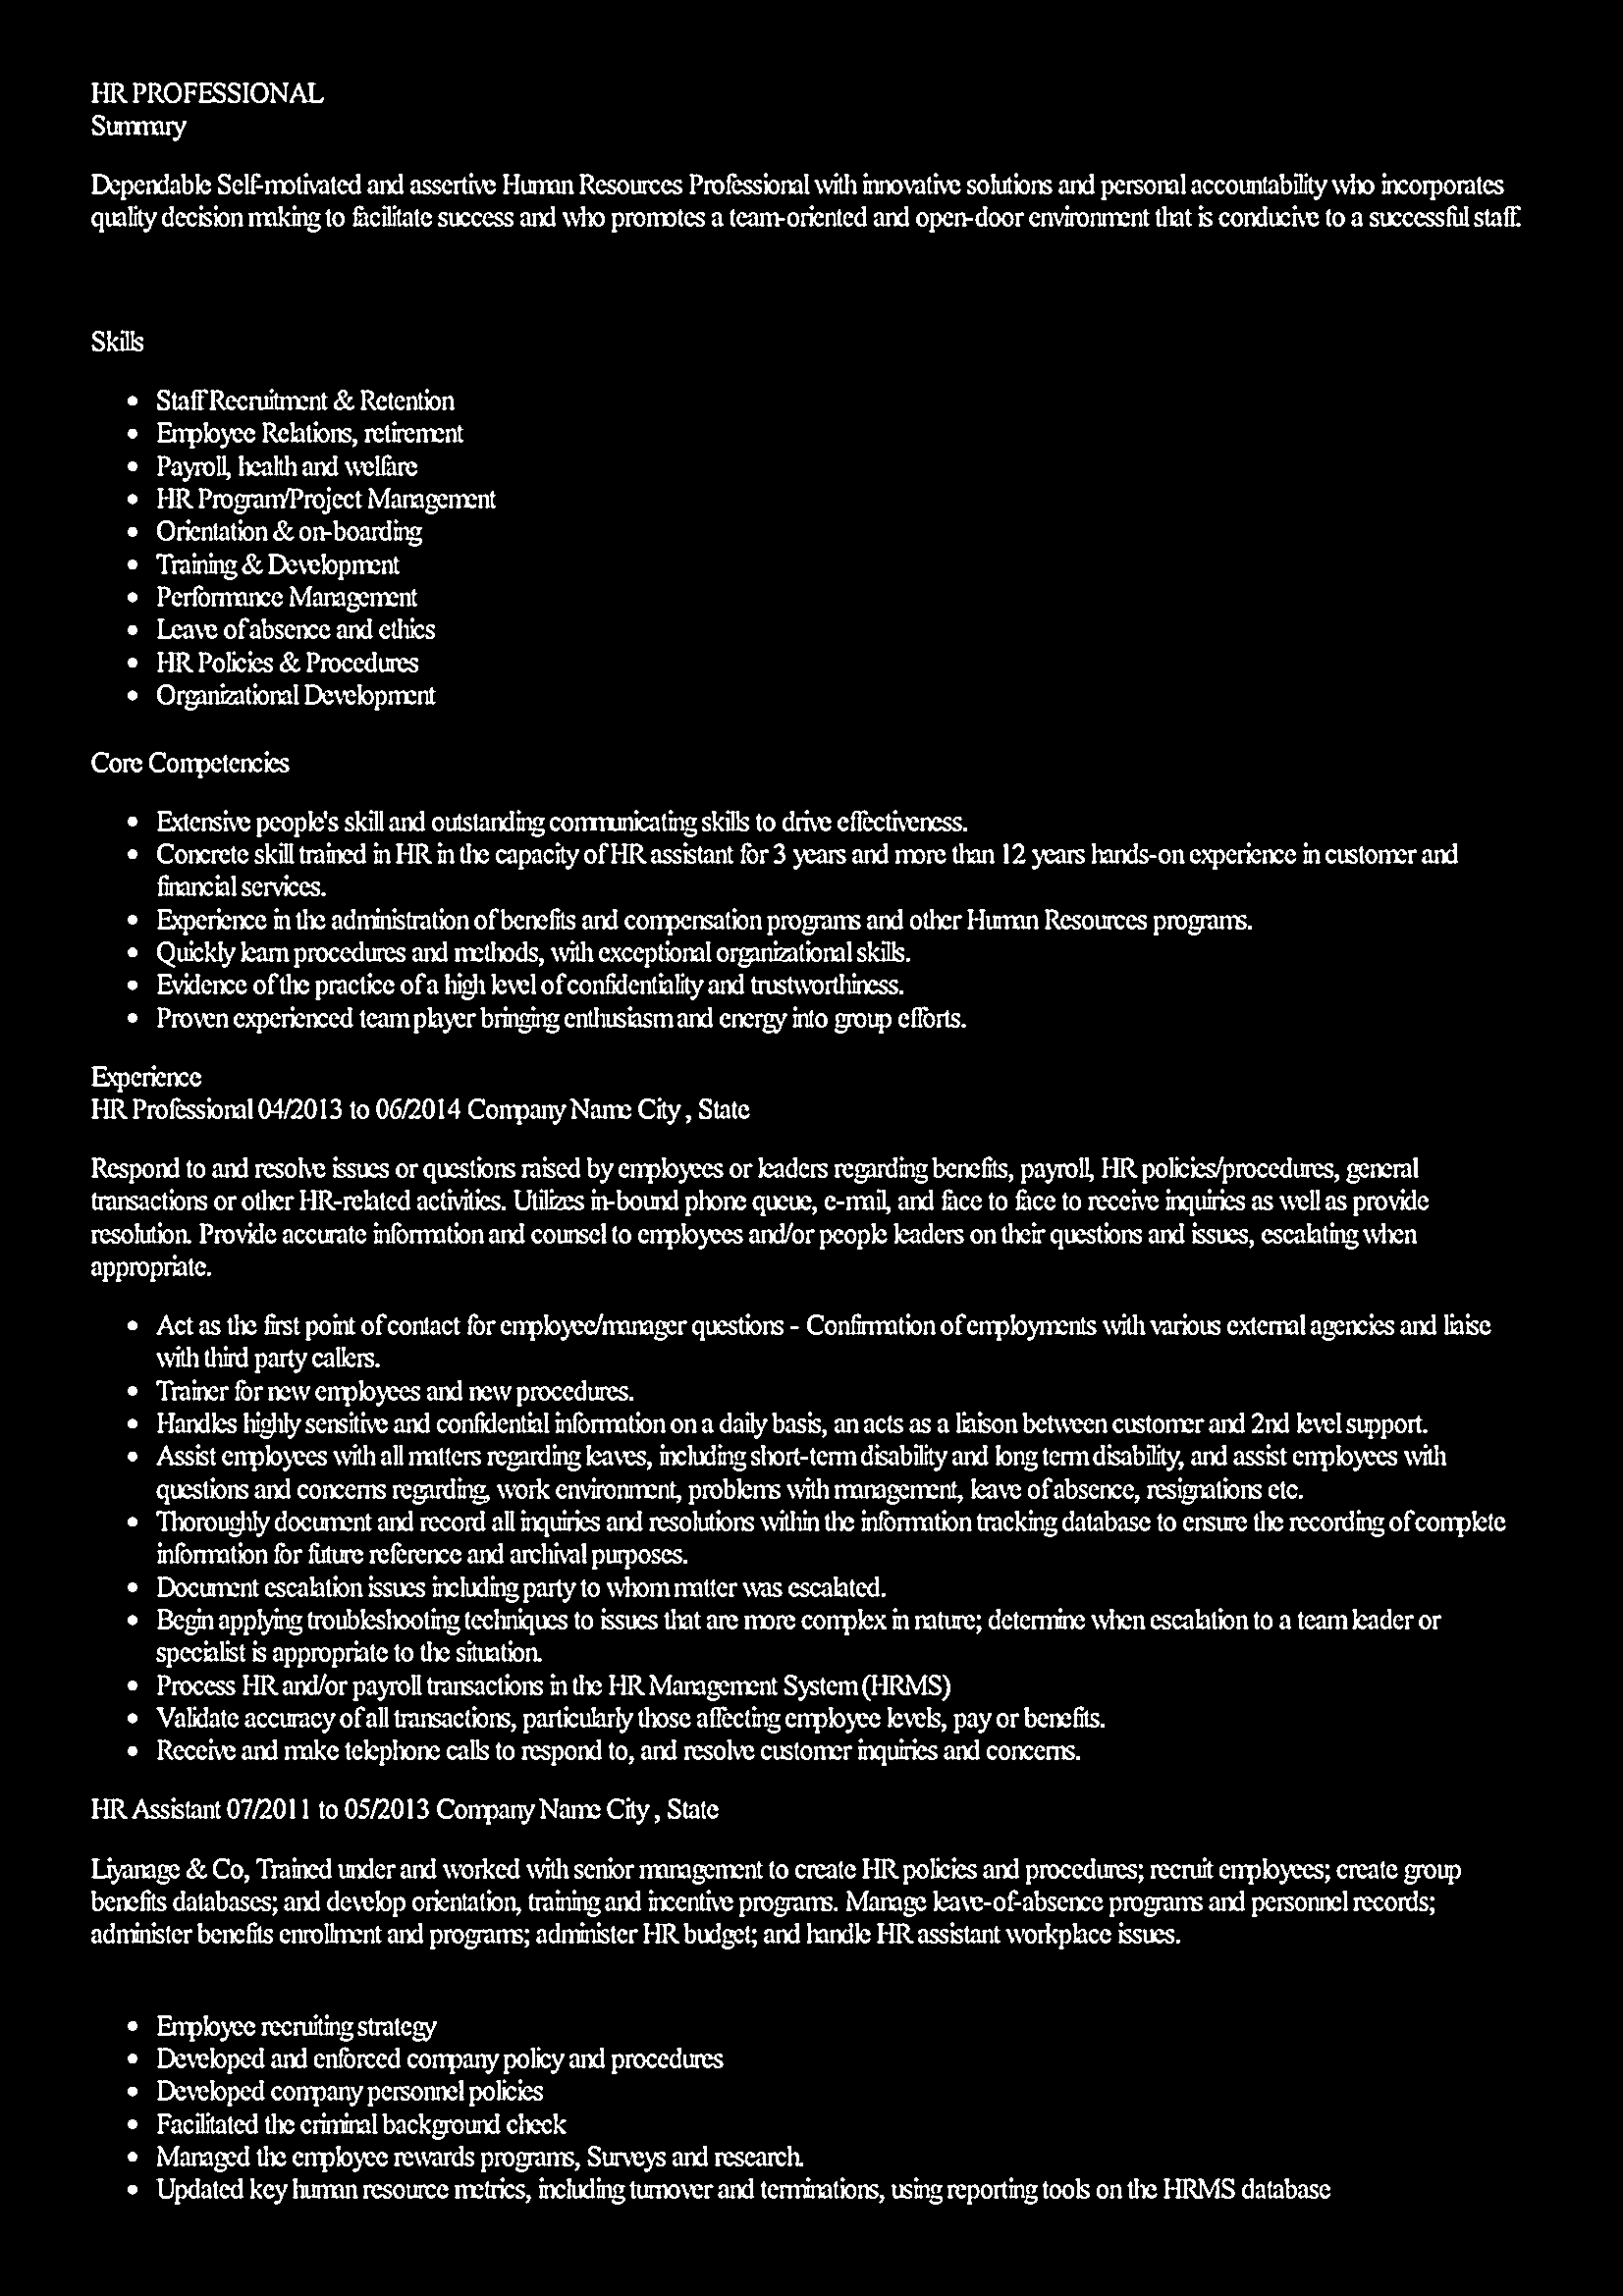 HR PROFESSIONAL
Summary
Dependable Self-motivated and assertive Human Resources Professional with innovative solutions and personal accountability who incorporates
quality decision making to facilitate success and who promotes a team-oriented and open-door environment that is conducive to a successful staff.
Skills
• Staff Recruitment & Retention
• Employee Relations, retirement
• Payroll, health and welfare
• HR Program/Project Management
• Orientation & on-boarding
• Training & Development
• Performance Management
• Leave of absence and ethics
• HR Policies & Procedures
• Organizational Development
Core Competencies
• Extensive people's skill and outstanding communicating skills to drive effectiveness.
• Concrete skill trained in HR in the capacity of HR assistant for 3 years and more than 12 years hands-on experience in customer and
financial services.
• Experience in the administration of benefits and compensation programs and other Human Resources programs.
• Quickly learn procedures and methods, with exceptional organizational skills.
• Evidence of the practice of a high level of confidentiality and trustworthiness.
• Proven experienced team player bringing enthusiasm and energy into group efforts.
Experience
HR Professional 04/2013 to 06/2014 Company Name City , State
Respond to and resolve issues or questions raised by employees or leaders regarding benefits, payroll, HR policies/procedures, general
transactions or other HR-related activities. Utilizes in-bound phone queue, e-mail, and face to face to receive inquiries as well as provide
resolution. Provide accurate information and counsel to employees and/or people leaders on their questions and issues, escalating when
appropriate.
• Act as the first point of contact for employee/manager questions - Confirmation of employments with various external agencies and liaise
with third party callers.
• Trainer for new employees and new procedures.
• Handles highly sensitive and confidential information on a daily basis, an acts as a liaison between customer and 2nd level support.
• Assist employees with all matters regarding leaves, including short-term disability and long term disability, and assist employees with
questions and concerns regarding, work environment, problems with management, leave of absence, resignations etc.
• Thoroughly document and record all inquiries and resolutions within the information tracking database to ensure the recording of complete
information for future reference and archival purposes.
• Document escalation issues including party to whom matter was escalated.
• Begin applying troubleshooting techniques to issues that are more complex in nature; determine when escalation to a team leader or
specialist is appropriate to the situation.
• Process HR and/or payroll transactions in the HR Management System (HRMS)
• Validate accuracy of all transactions, particularly those affecting employee levels, pay or benefits.
• Receive and make telephone calls to respond to, and resolve customer inquiries and concerns.
HR Assistant 07/2011 to 05/2013 Company Name City , State
Liyanage & Co, Trained under and worked with senior management to create HR policies and procedures; recruit employees; create group
benefits databases; and develop orientation, training and incentive programs. Manage leave-of-absence programs and personnel records;
administer benefits enrollment and programs; administer HR budget; and handle HR assistant workplace issues.
• Employee recruiting strategy
• Developed and enforced company policy and procedures
• Developed company personnel policies
• Facilitated the criminal background check
• Managed the employee rewards programs, Surveys and research.
• Updated key human resource metrics, including turnover and terminations, using reporting tools on the HRMS database